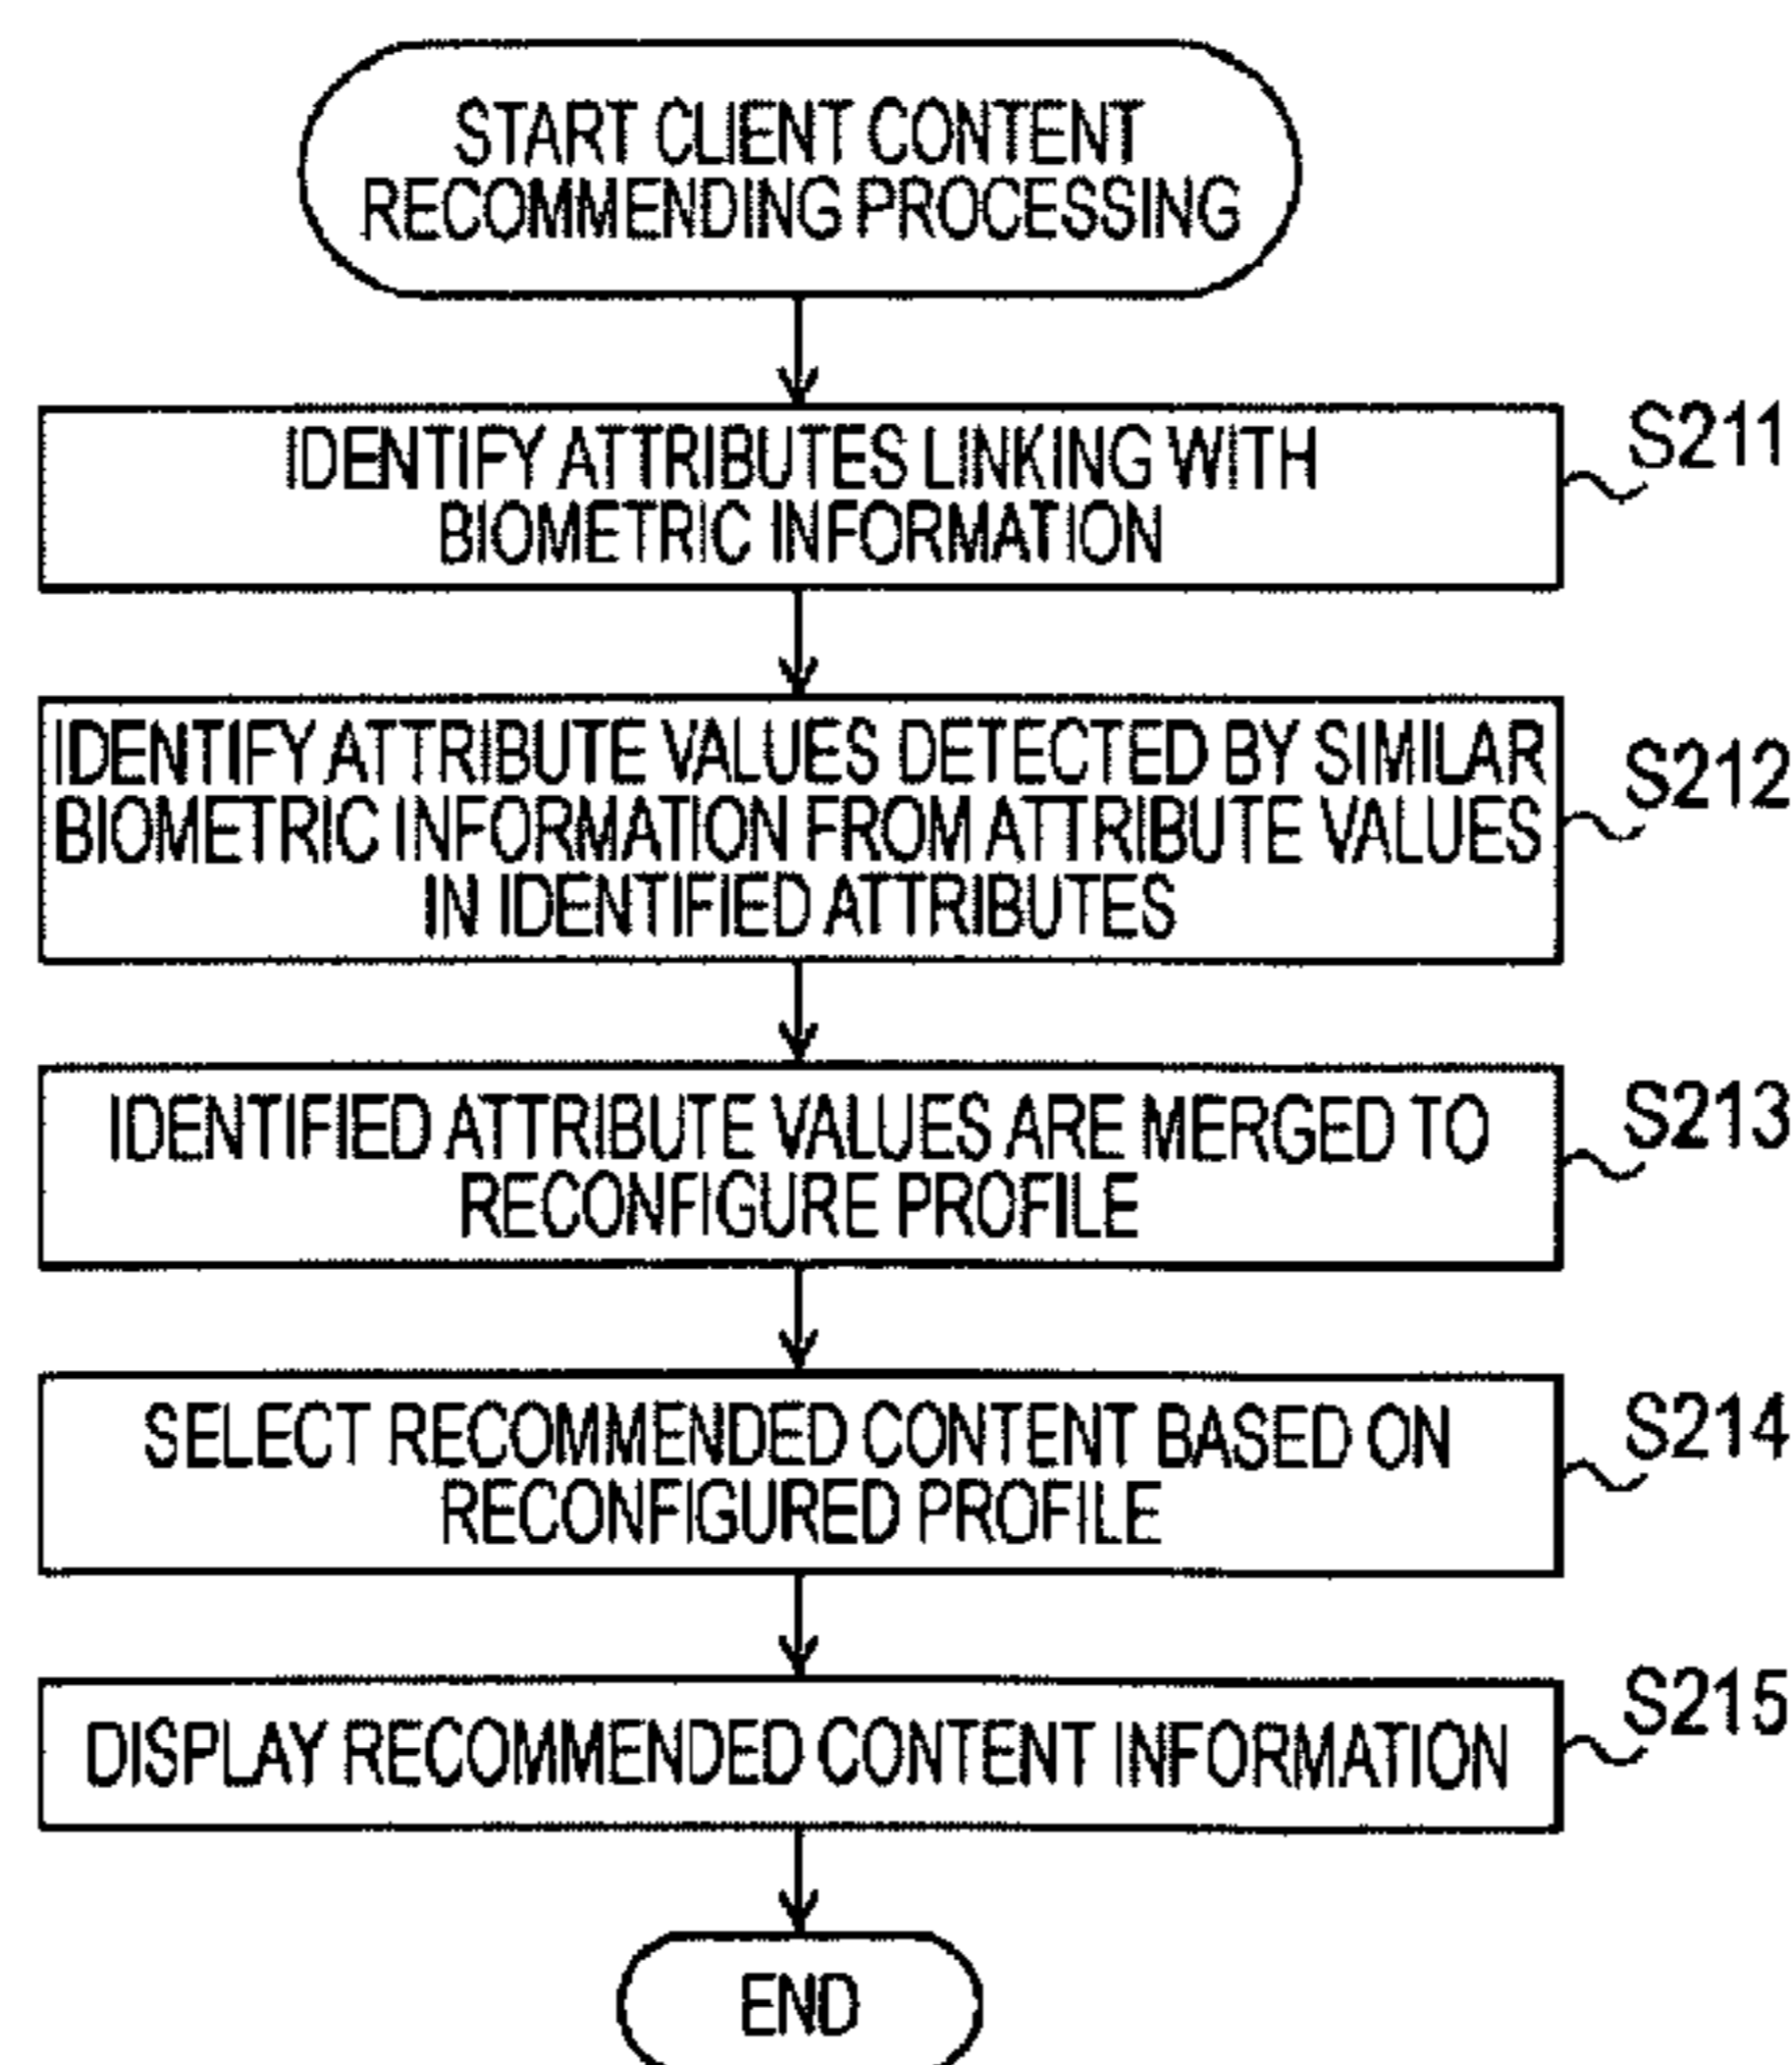 START CLIENT CONTENT
RECOMMENDING PROCESSING
IDENTIFY ATTRIBUTES LINKING WITH
BIOMETRIC INFORMATION
S211
IDENTIFY ATTRIBUTE VALUES DETECTED BY SIMILAR
BIOMETRIC INFORMATION FROM ATTRIBUTE VALUES
IN IDENTIFIED ATTRIBUTES
S212
IDENTIFIED ATTRIBUTE VALUES ARE MERGED TO
RECONFIGURE PROFILE
S213
SELECT RECOMMENDED CONTENT BASED ON
RECONFIGURED PROFILE
S214
DISPLAY RECOMMENDED CONTENT INFORMATION
S215
END